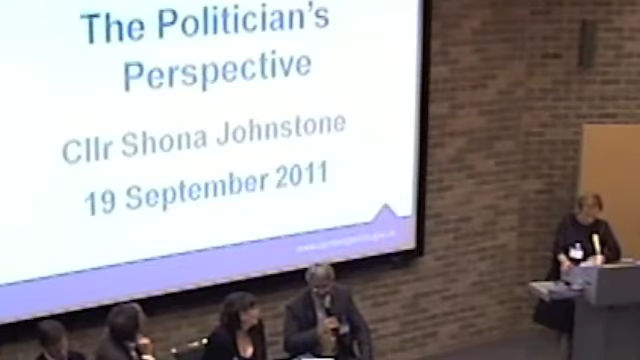 The Politician's
Perspective
Cllr Shona Johnstone
19 September 2011